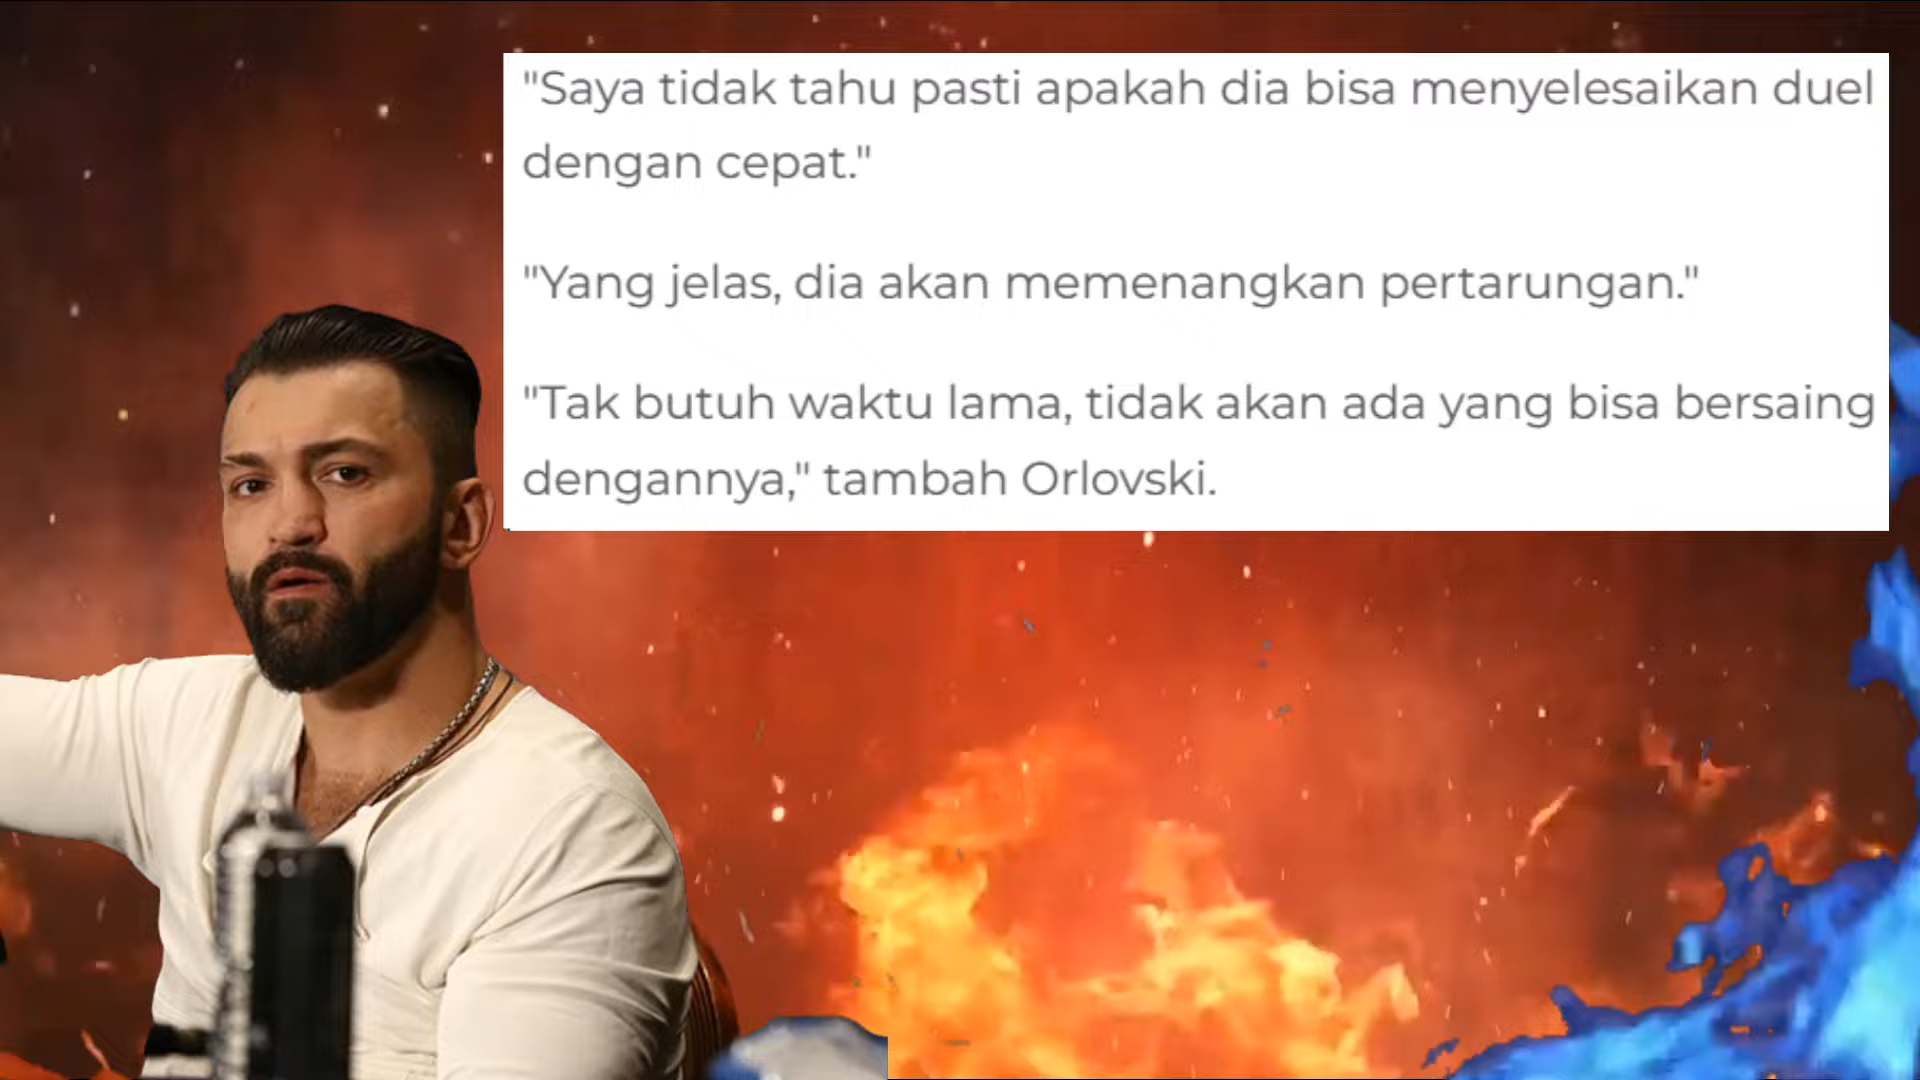 "Saya tidak tahu pasti apakah dia bisa menyelesaikan duel
dengan cepat."
"Yang jelas, dia akan memenangkan pertarungan."
"Tak butuh waktu lama, tidak akan ada yang bisa bersaing
dengannya," tambah Orlovski.